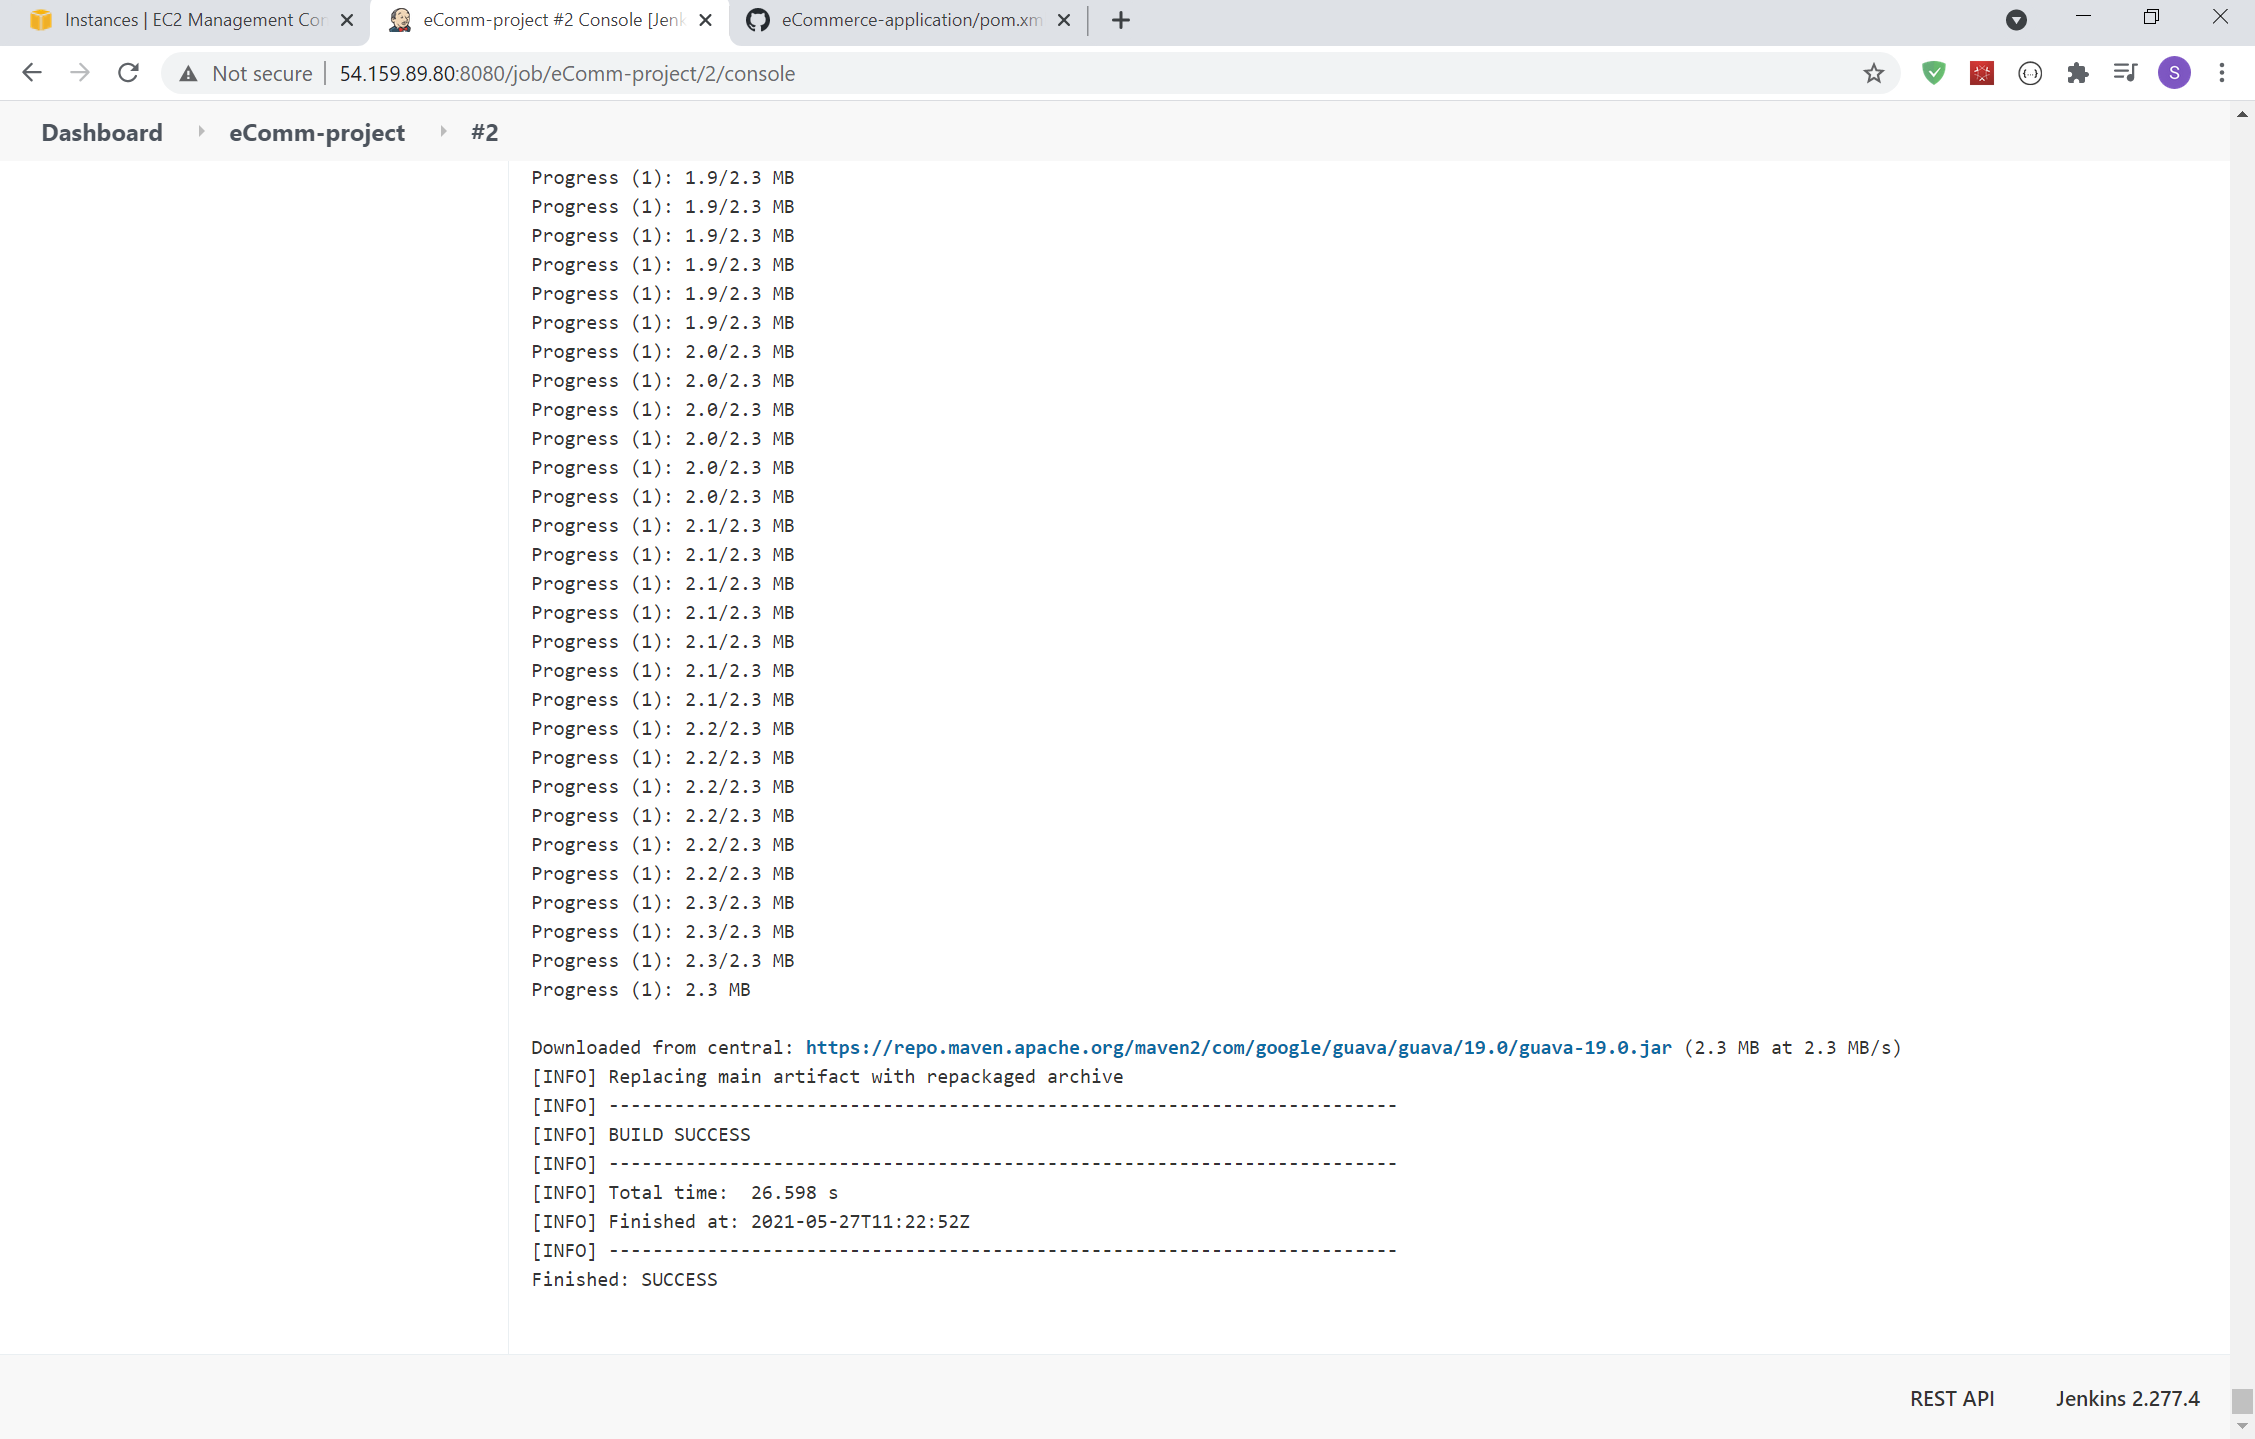 Instances | EC2 Management Con
eComm-project #2 Console [Jenk
eCommerce-application/pom.xm
Not secure
54.159.89.80:8080/job/eComm-project/2/console
S
Dashboard
eComm-project
#2
Progress (1): 1.9/2.3 MB
Progress (1): 1.9/2.3 MB
Progress (1): 1.9/2.3 MB
Progress (1): 1.9/2.3 MB
Progress (1): 1.9/2.3 MB
Progress (1): 1.9/2.3 MB
Progress (1): 2.0/2.3 MB
Progress (1): 2.0/2.3 MB
Progress (1): 2.0/2.3 MB
Progress (1): 2.0/2.3 MB
Progress (1): 2.0/2.3 MB
Progress (1): 2.0/2.3 MB
Progress (1): 2.1/2.3 MB
Progress (1): 2.1/2.3 MB
Progress (1): 2.1/2.3 MB
Progress (1): 2.1/2.3 MB
Progress (1): 2.1/2.3 MB
Progress (1): 2.1/2.3 MB
Progress (1): 2.1/2.3 MB
Progress (1): 2.2/2.3 MB
Progress (1): 2.2/2.3 MB
Progress (1): 2.2/2.3 MB
Progress (1): 2.2/2.3 MB
Progress (1): 2.2/2.3 MB
Progress (1): 2.2/2.3 MB
Progress (1): 2.3/2.3 MB
Progress (1): 2.3/2.3 MB
Progress (1): 2.3/2.3 MB
Progress (1): 2.3 MB
Downloaded from central: https://repo.maven.apache.org/maven2/com/google/guava/guava/19.0/guava-19.0.jar (2.3 MB at 2.3 MB/s)
[INFO] Replacing main artifact with repackaged archive
[INFO] ------------------------------------------------------------------------
[INFO] BUILD SUCCESS
[INFO] ------------------------------------------------------------------------
[INFO] Total time:  26.598 s
[INFO] Finished at: 2021-05-27T11:22:52Z
[INFO] ------------------------------------------------------------------------
Finished: SUCCESS
REST API
Jenkins 2.277.4